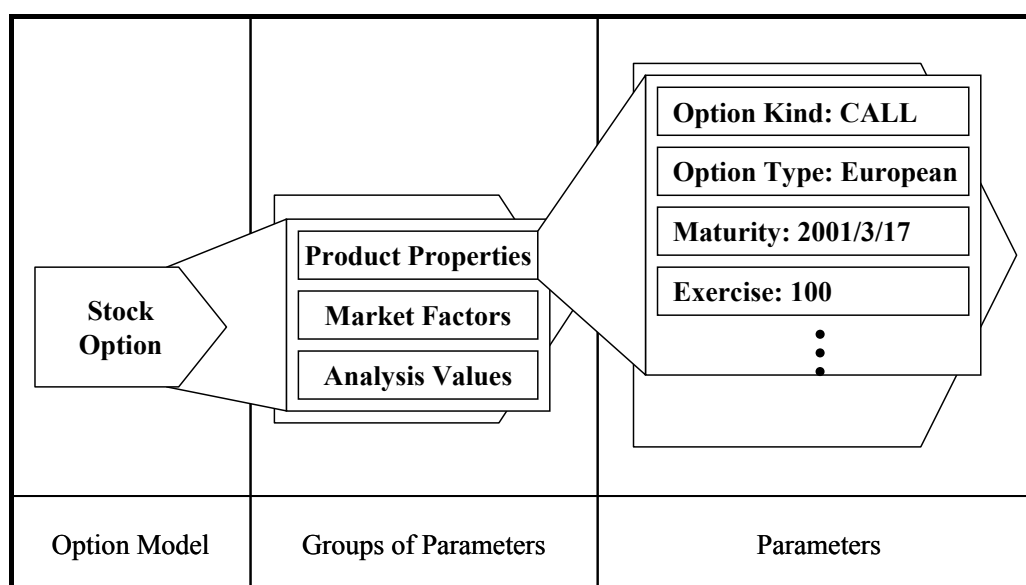 Stock
Option
Product Properties
Market Factors
Analysis Values
Option Kind: CALL
Option Type: European
Maturity: 2001/3/17
Exercise: 100
Option Model
Groups of Parameters
Parameters